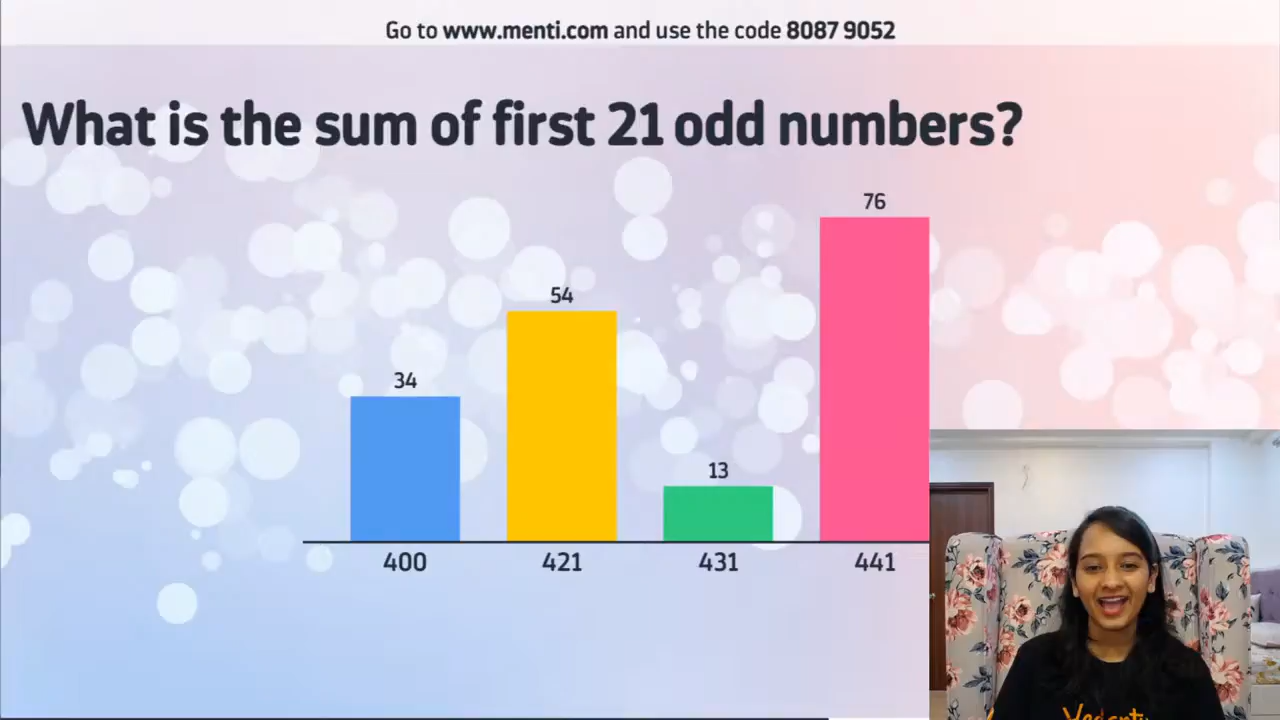 Go to www.menti.com and use the code 8087 9052
What is the sum of first 21 odd numbers?
34 54 13 76
400 421 431 441